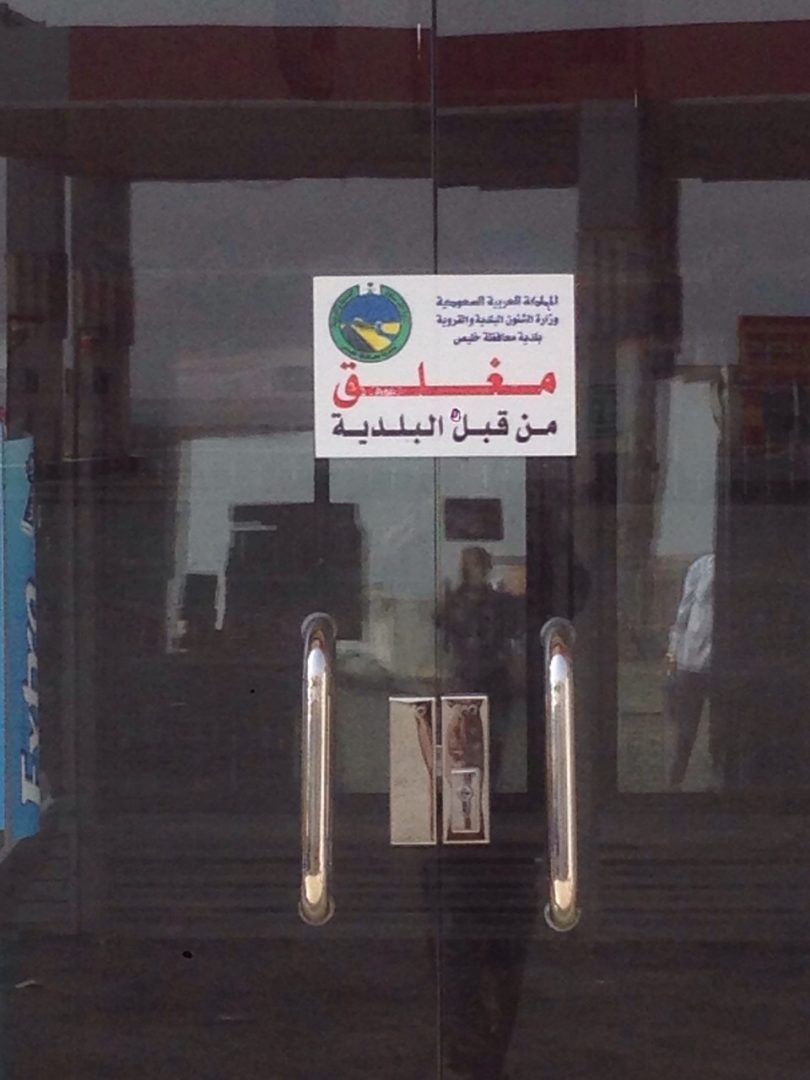 المملكة العربية السعودية
وزارة الشئون البلدية والقروية
بلدية محافظة خليص
مغلق
من قبل البلدية